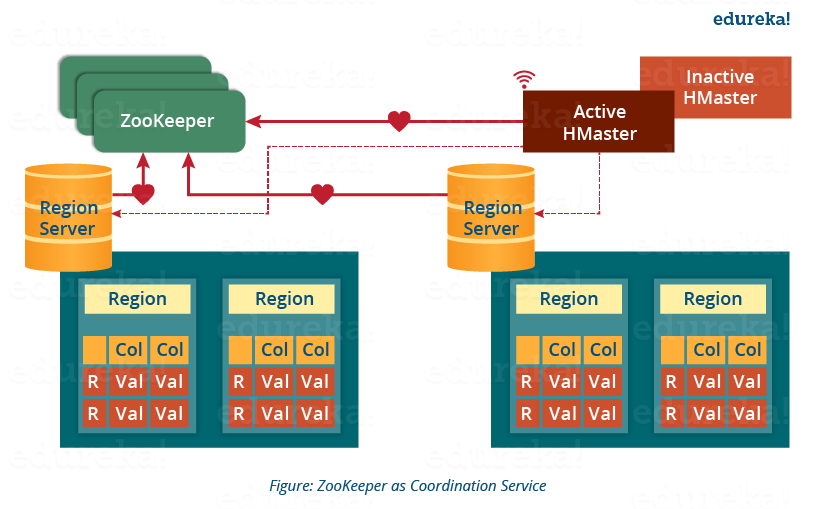 edureka!
Inactive
HMaster
ZooKeeper
Active
HMaster
Region
Server
Region
Server
Region
Region
Region
Region
Col Col
Col Col
Col Col
Col Col
R Val Val
R Val Val
R Val Val
R Val Val
R Val Val
R Val Val
R Val Val
R Val Val
Figure: ZooKeeper as Coordination Service